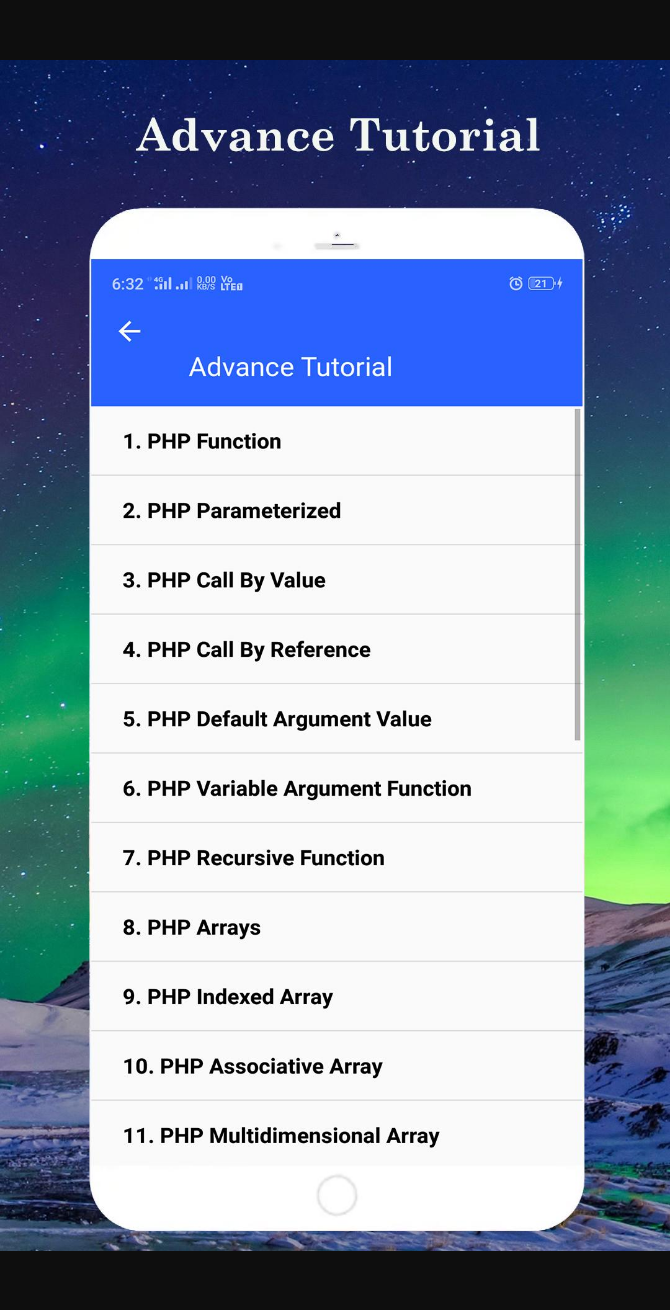 Advance Tutorial
6:32 4G 0.00 KB/S Vo LTE 21
Advance Tutorial
1. PHP Function
2. PHP Parameterized
3. PHP Call By Value
4. PHP Call By Reference
5. PHP Default Argument Value
6. PHP Variable Argument Function
7. PHP Recursive Function
8. PHP Arrays
9. PHP Indexed Array
10. PHP Associative Array
11. PHP Multidimensional Array